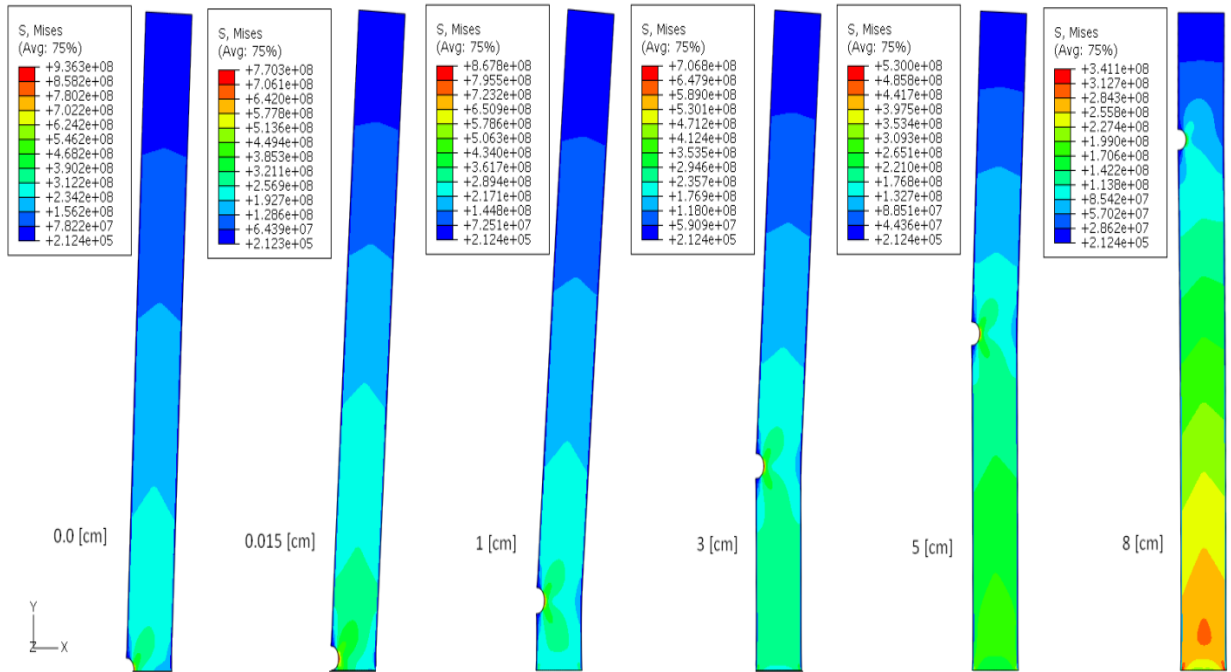 S, Mises
(Avg: 75%)
+9.363e+08
+8.582e+08
+7.802e+08
+7.022e+08
+6.242e+08
+5.462e+08
+4.682e+08
+3.902e+08
+3.122e+08
+2.342e+08
+1.562e+08
+7.822e+07
+2.124e+05
0.0 [cm]
S, Mises
(Avg: 75%)
+7.703e+08
+7.061e+08
+6.420e+08
+5.778e+08
+5.136e+08
+4.494e+08
+3.853e+08
+3.211e+08
+2.569e+08
+1.927e+08
+1.286e+08
+6.439e+07
+2.123e+05
0.015 [cm]
S, Mises
(Avg: 75%)
+8.678e+08
+7.955e+08
+7.232e+08
+6.509e+08
+5.786e+08
+5.063e+08
+4.340e+08
+3.617e+08
+2.894e+08
+2.171e+08
+1.448e+08
+7.251e+07
+2.124e+05
1 [cm]
S, Mises
(Avg: 75%)
+7.068e+08
+6.479e+08
+5.890e+08
+5.301e+08
+4.712e+08
+4.124e+08
+3.535e+08
+2.946e+08
+2.357e+08
+1.769e+08
+1.180e+08
+5.909e+07
+2.124e+05
3 [cm]
S, Mises
(Avg: 75%)
+5.300e+08
+4.858e+08
+4.417e+08
+3.975e+08
+3.534e+08
+3.093e+08
+2.651e+08
+2.210e+08
+1.768e+08
+1.327e+08
+8.851e+07
+4.436e+07
+2.124e+05
5 [cm]
S, Mises
(Avg: 75%)
+3.411e+08
+3.127e+08
+2.843e+08
+2.558e+08
+2.274e+08
+1.990e+08
+1.706e+08
+1.422e+08
+1.138e+08
+8.542e+07
+5.702e+07
+2.862e+07
+2.124e+05
8 [cm]
Y
Z
X